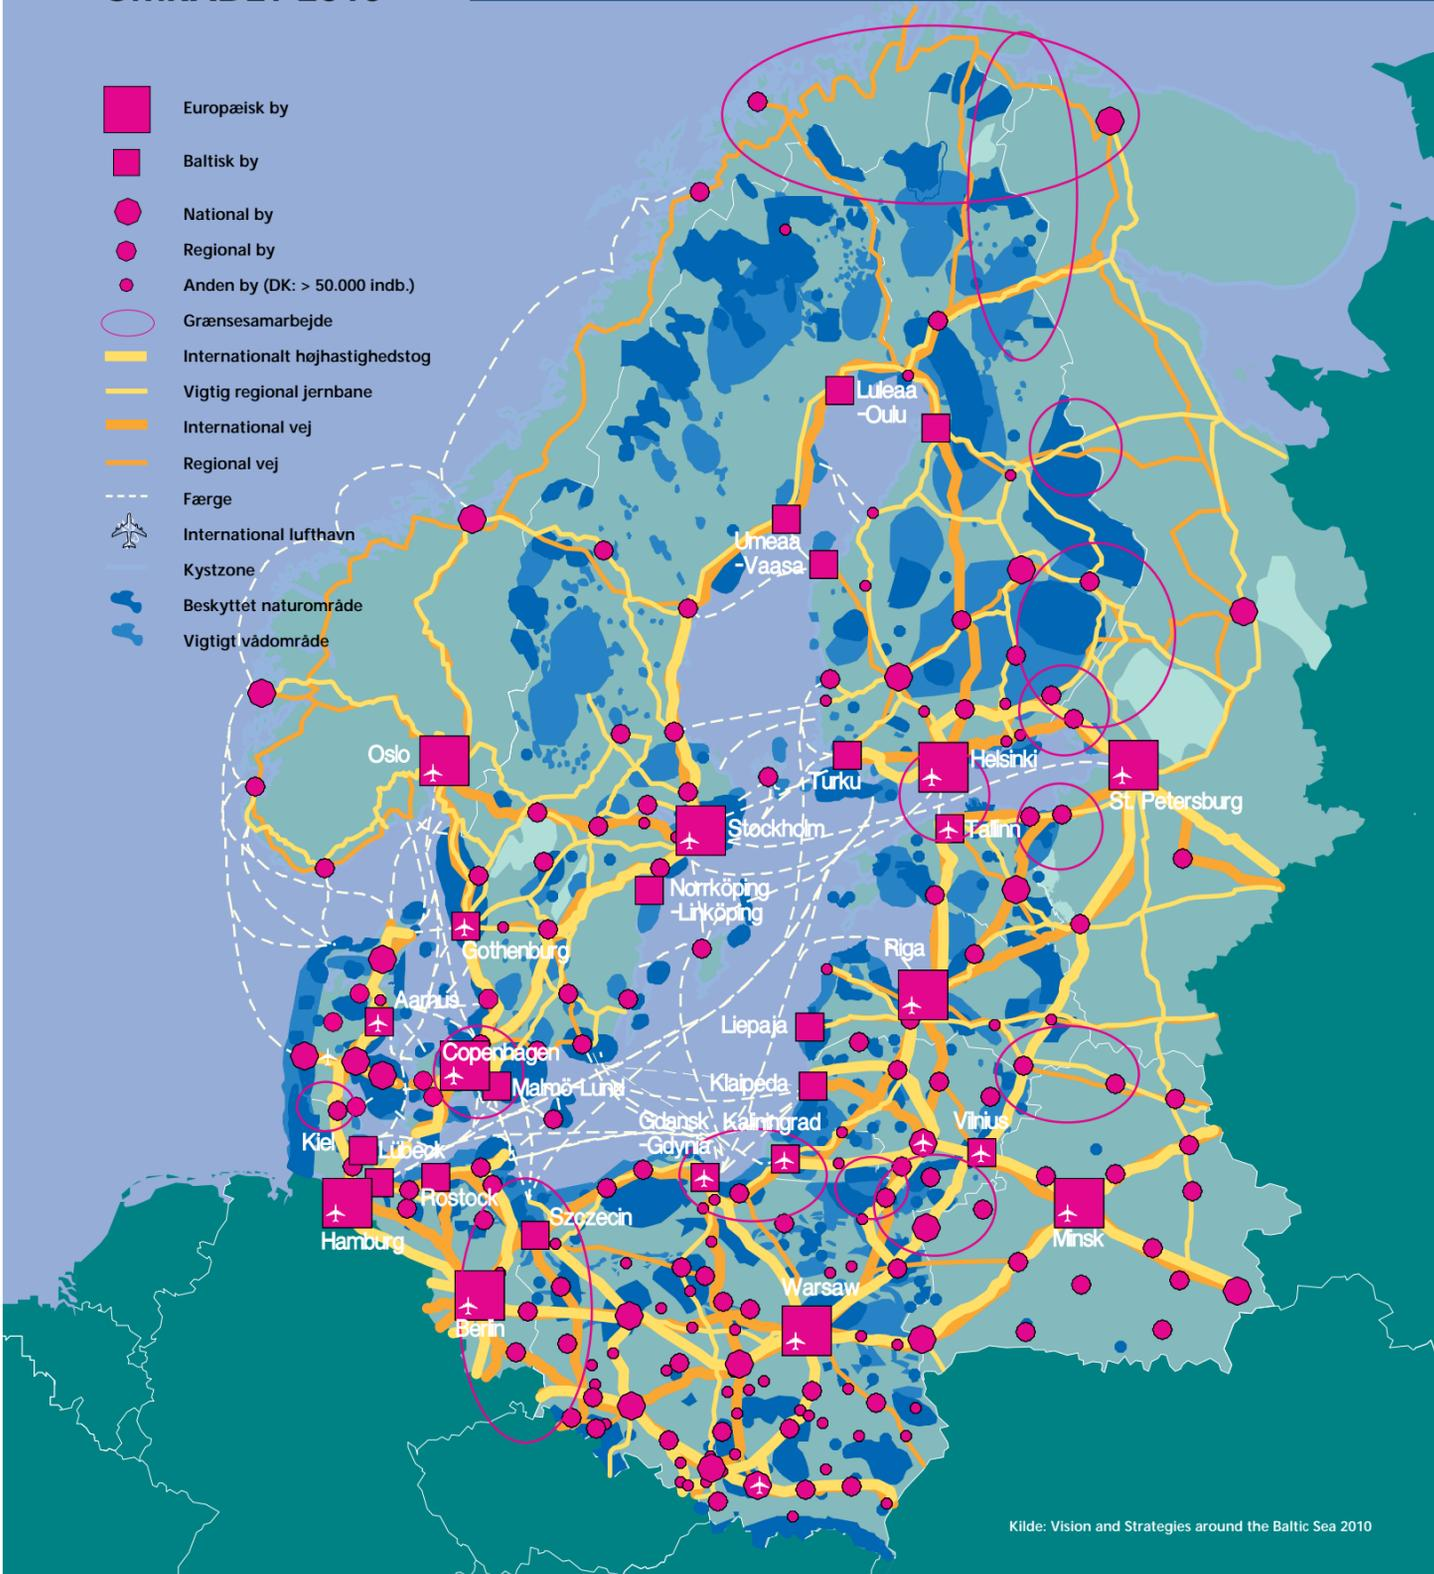 Europæisk by
Baltisk by
National by
Regional by
Anden by (DK: > 50.000 indb.)
Grænsesamarbejde
Internationalt højhastighedstog
Vigtig regional jernbane
International vej
Regional vej
Færge
International lufthavn
Kystzone
Beskyttet naturområde
Vigtigt vådområde
Luleaa
-Oulu
Umeaa
-Vaasa
Oslo
Turku
Helsinki
St. Petersburg
Stockholm
Tallinn
Norrköping
-Linköping
Gothenburg
Riga
Aarhus
Liepaja
Copenhagen
Malmö-Lund
Klaipeda
Gdansk
-Gdynia
Kaliningrad
Vilnius
Kiel
Lübeck
Rostock
Szczecin
Hamburg
Minsk
Warsaw
Berlin
Kilde: Vision and Strategies around the Baltic Sea 2010